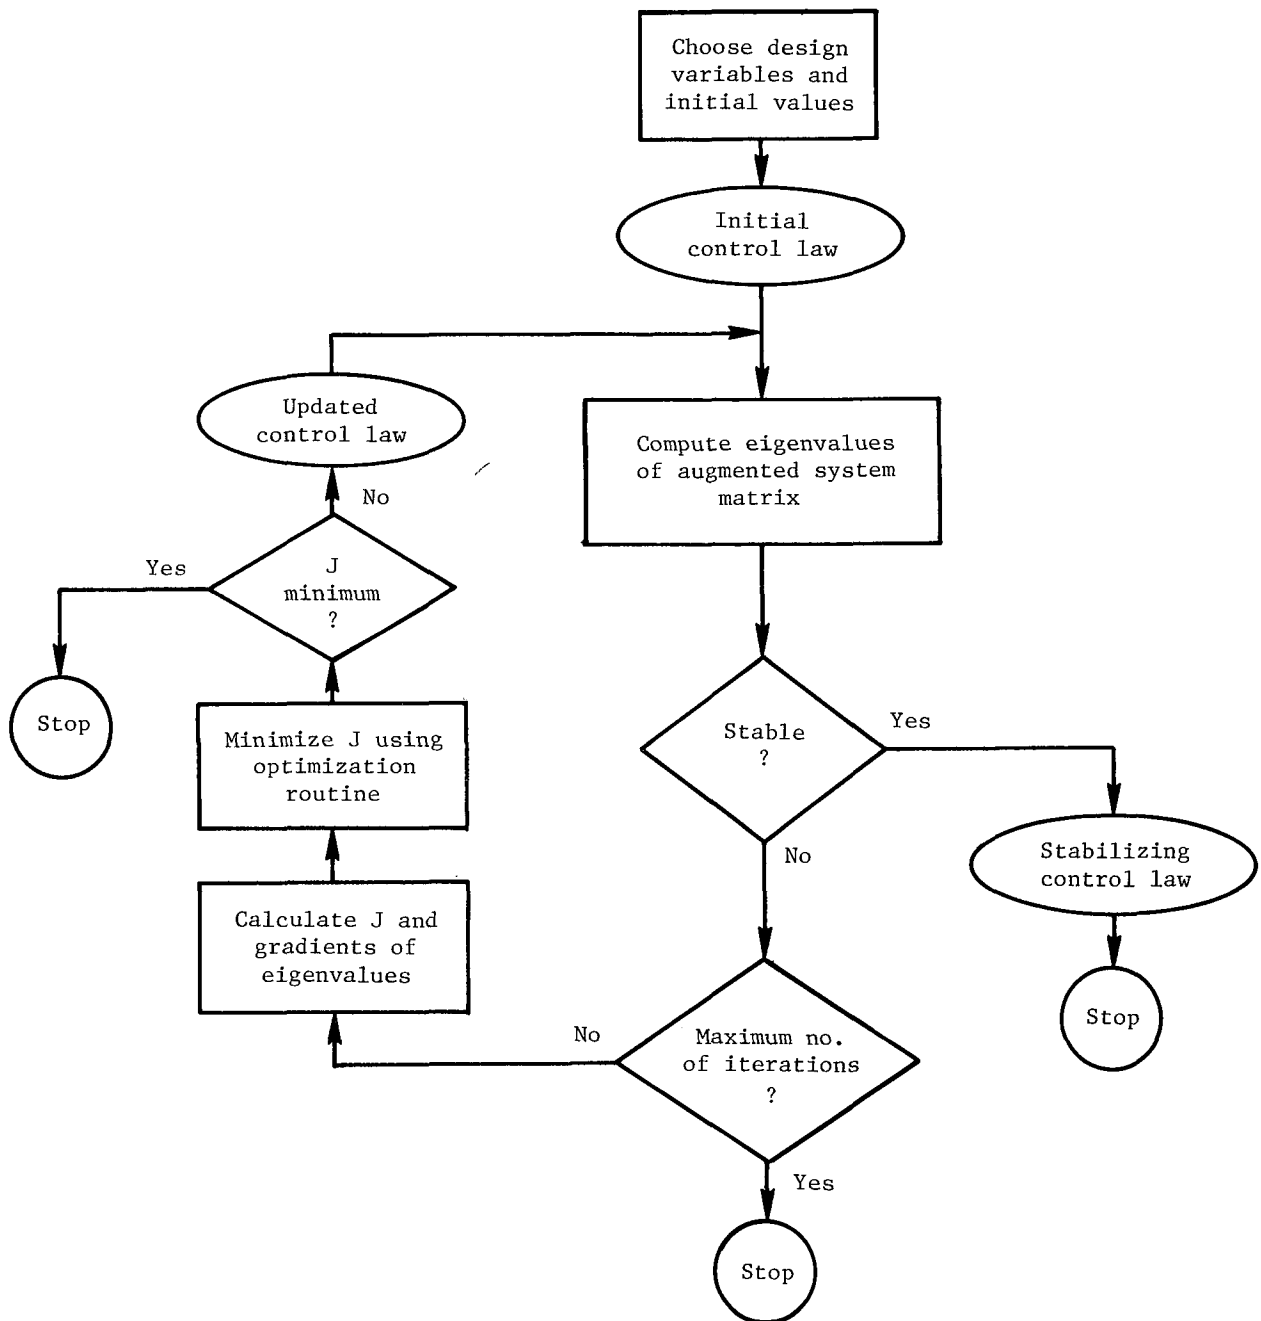 Choose design
variables and
initial values
Initial
control law
Updated
control law
Compute eigenvalues
of augmented system
matrix
No
J
minimum
?
Yes
Stop
Minimize J using
optimization
routine
Stable
?
Yes
No
Stabilizing
control law
Stop
Calculate J and
gradients of
eigenvalues
No
Maximum no.
of iterations
?
Yes
Stop